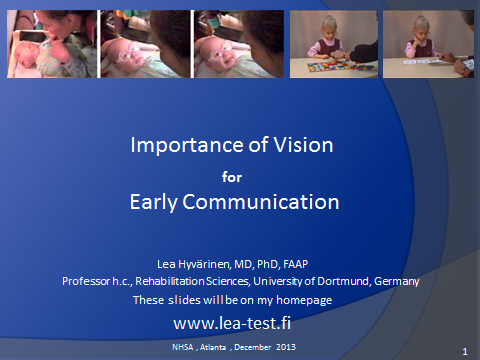 Importance of Vision
for
Early Communication
Lea Hyvärinen, MD, PhD, FAAP
Professor h.c., Rehabilitation Sciences, University of Dortmund, Germany
These slides will be on my homepage
www.lea-test.fi
NHSA , Atlanta , December 2013
1